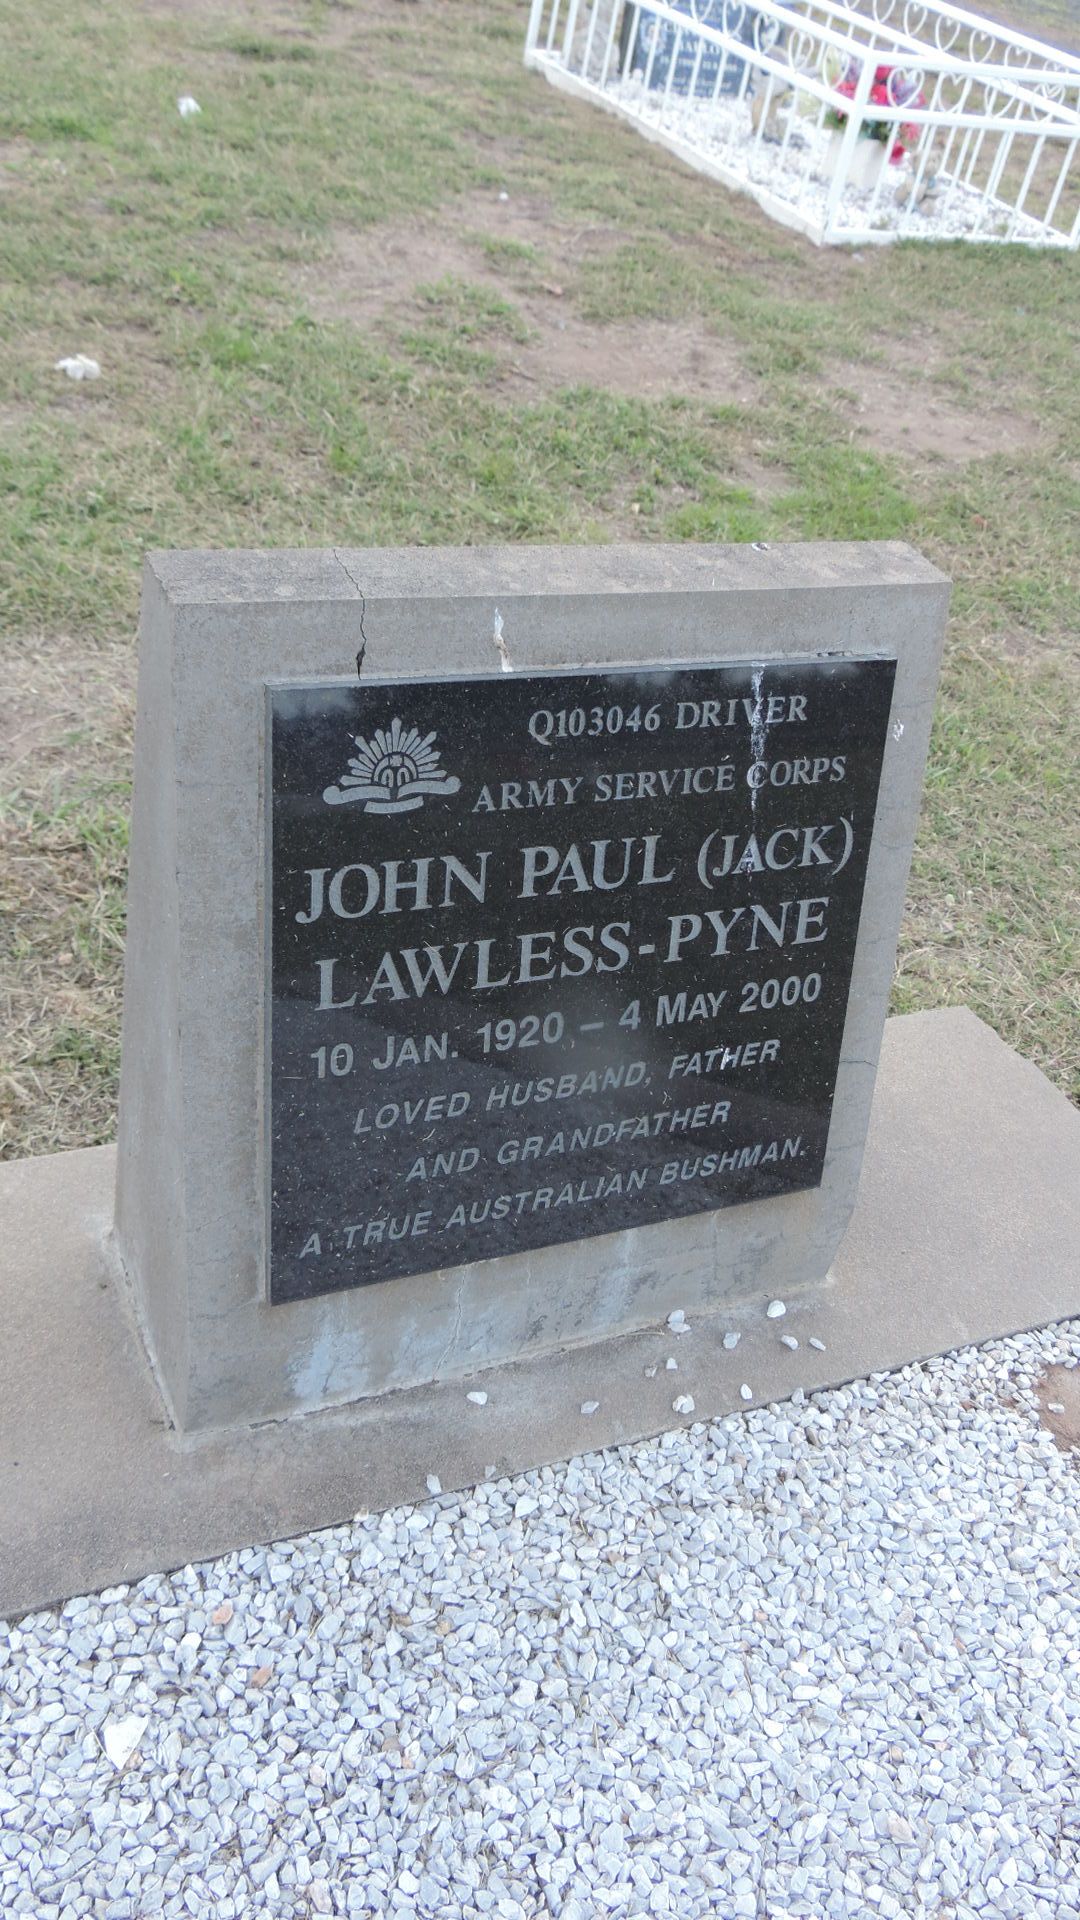 Q103046 DRIVER
ARMY SERVICE CORPS
JOHN PAUL (JACK)
LAWLESS-PYNE
10 JAN. 1920 – 4 MAY 2000
LOVED HUSBAND, FATHER
AND GRANDFATHER
A TRUE AUSTRALIAN BUSHMAN.